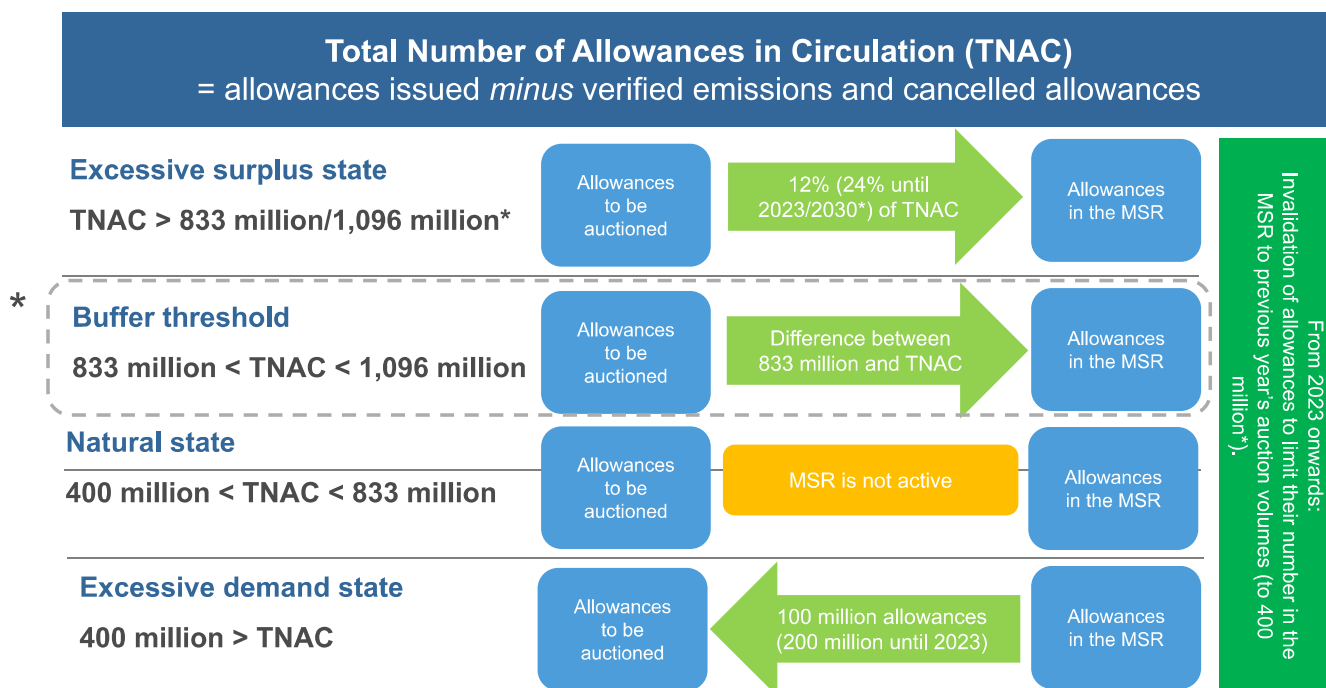 Total Number of Allowances in Circulation (TNAC)
= allowances issued minus verified emissions and cancelled allowances
Excessive surplus state
TNAC > 833 million/1,096 million*
Allowances
to be
auctioned
12% (24% until
2023/2030*) of TNAC
Allowances
in the MSR
*
Buffer threshold
833 million < TNAC < 1,096 million
Allowances
to be
auctioned
Difference between
833 million and TNAC
Allowances
in the MSR
Natural state
400 million < TNAC < 833 million
Allowances
to be
auctioned
MSR is not active
Allowances
in the MSR
Excessive demand state
400 million > TNAC
Allowances
to be
auctioned
100 million allowances
(200 million until 2023)
Allowances
in the MSR
From 2023 onwards:
Invalidation of allowances to limit their number in the
MSR to previous year's auction volumes (to 400
million*).